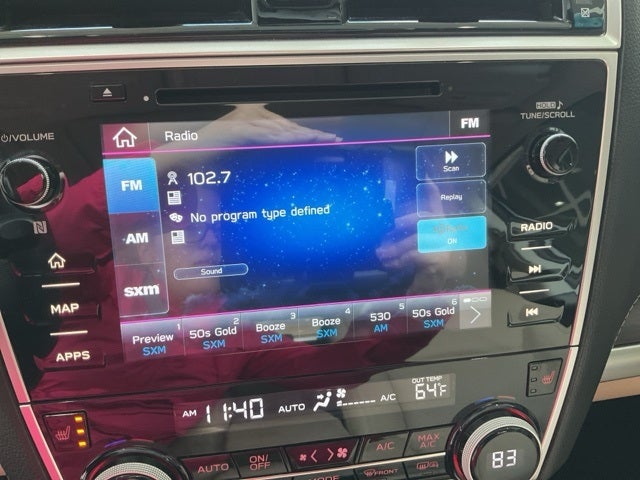 HOLD
⏻/VOLUME
TUNE/SCROLL
Radio
FM
FM
102.7
Scan
No program type defined
Replay
AM
ON
RADIO
Sound
sxm
MAP
1 2 3 4 5 6
Preview 50s Gold Booze Booze 530 50s Gold
SXM SXM SXM SXM AM SXM
APPS
OUT TEMP
AM 11:40 AUTO A/C 64°F
AUTO ON/OFF A/C MAX A/C
FRONT
MODE
83